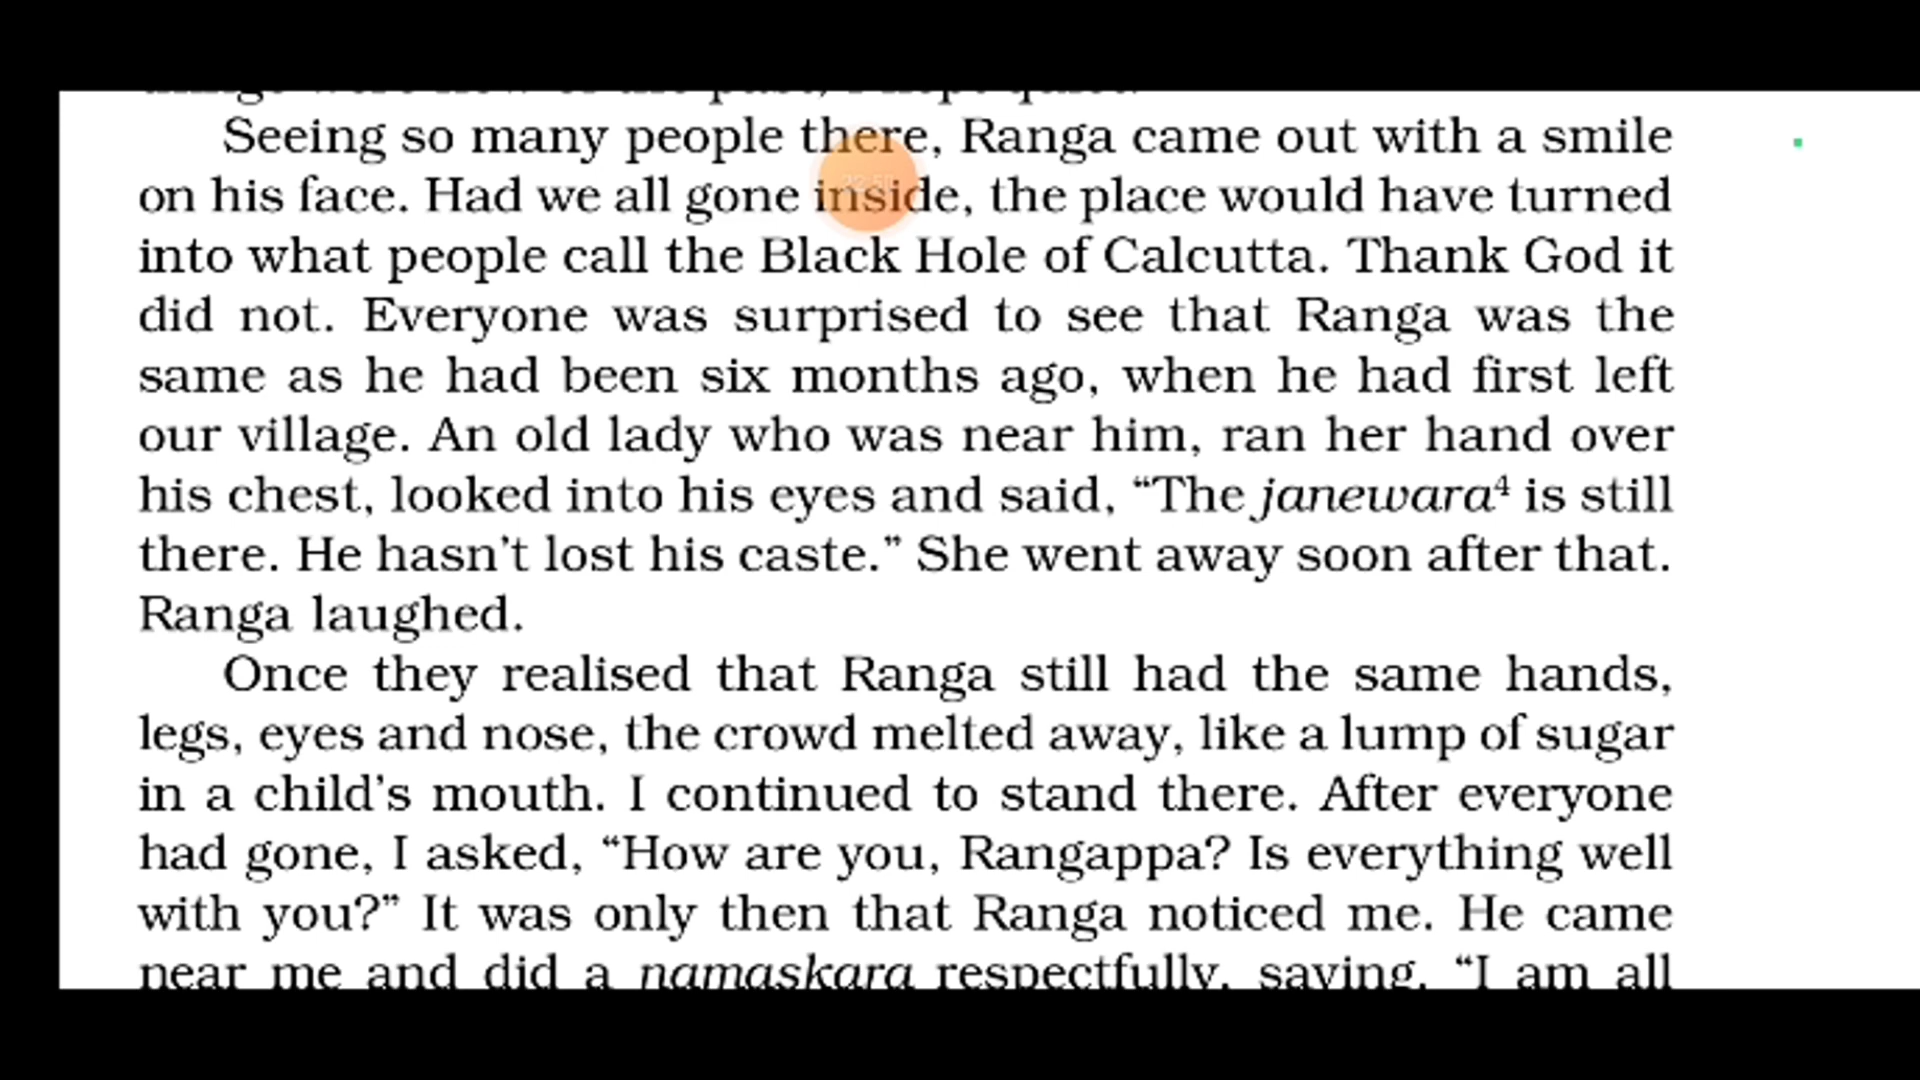 Seeing so many people there, Ranga came out with a smile
on his face. Had we all gone inside, the place would have turned
into what people call the Black Hole of Calcutta. Thank God it
did not. Everyone was surprised to see that Ranga was the
same as he had been six months ago, when he had first left
our village. An old lady who was near him, ran her hand over
his chest, looked into his eyes and said, “The janewara⁴ is still
there. He hasn’t lost his caste.” She went away soon after that.
Ranga laughed.
Once they realised that Ranga still had the same hands,
legs, eyes and nose, the crowd melted away, like a lump of sugar
in a child’s mouth. I continued to stand there. After everyone
had gone, I asked, “How are you, Rangappa? Is everything well
with you?” It was only then that Ranga noticed me. He came
near me and did a namaskara respectfully, saying, “I am all